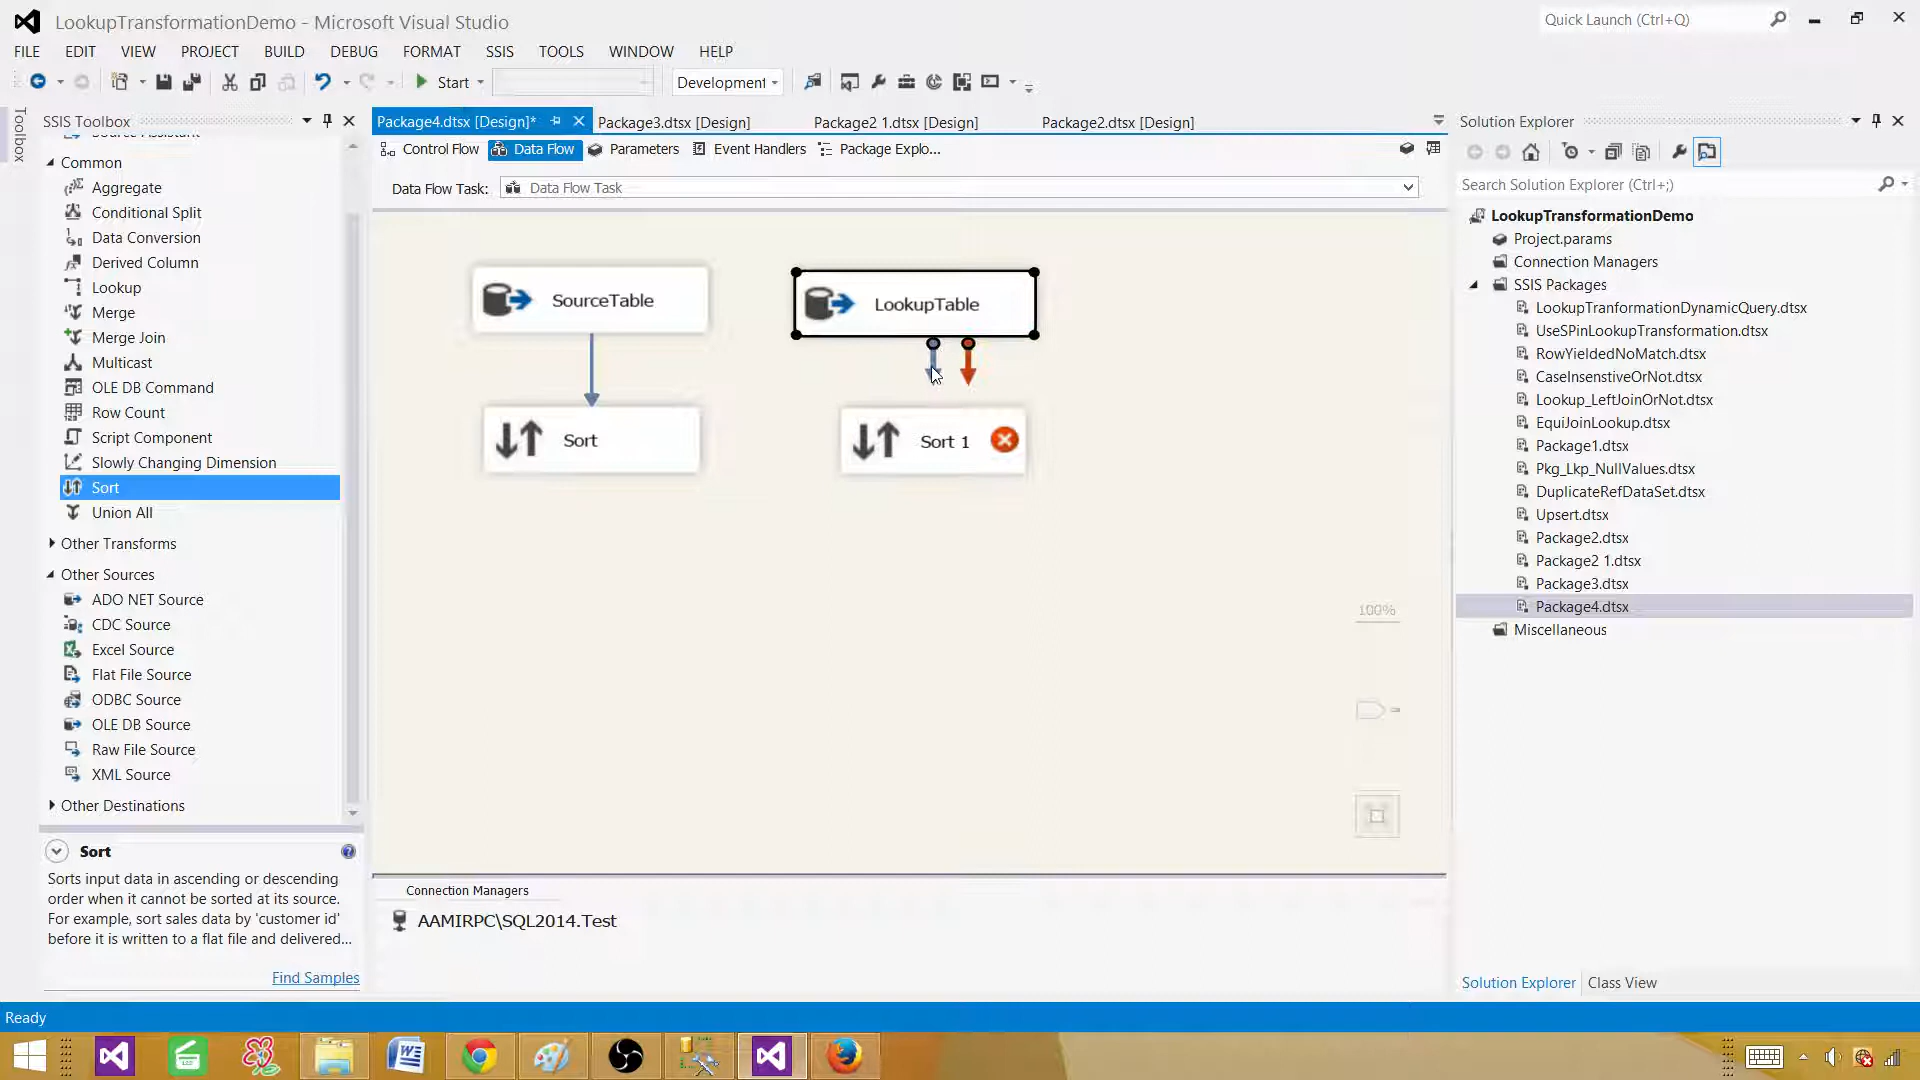 LookupTransformationDemo - Microsoft Visual Studio
Quick Launch (Ctrl+Q)
FILE EDIT VIEW PROJECT BUILD DEBUG FORMAT SSIS TOOLS WINDOW HELP
Start Development
Toolbox
SSIS Toolbox
Source Assistant
Common
Aggregate
Conditional Split
Data Conversion
Derived Column
Lookup
Merge
Merge Join
Multicast
OLE DB Command
Row Count
Script Component
Slowly Changing Dimension
Sort
Union All
Other Transforms
Other Sources
ADO NET Source
CDC Source
Excel Source
Flat File Source
ODBC Source
OLE DB Source
Raw File Source
XML Source
Other Destinations
Sort
Sorts input data in ascending or descending
order when it cannot be sorted at its source.
For example, sort sales data by 'customer id'
before it is written to a flat file and delivered...
Find Samples
Package4.dtsx [Design]* Package3.dtsx [Design] Package2 1.dtsx [Design] Package2.dtsx [Design]
Control Flow Data Flow Parameters Event Handlers Package Explo...
Data Flow Task: Data Flow Task
SourceTable
LookupTable
Sort
Sort 1
100%
Connection Managers
AAMIRPC\SQL2014.Test
Solution Explorer
Search Solution Explorer (Ctrl+;)
LookupTransformationDemo
Project.params
Connection Managers
SSIS Packages
LookupTranformationDynamicQuery.dtsx
UseSPinLookupTransformation.dtsx
RowYieldedNoMatch.dtsx
CaseInsenstiveOrNot.dtsx
Lookup_LeftJoinOrNot.dtsx
EquiJoinLookup.dtsx
Package1.dtsx
Pkg_Lkp_NullValues.dtsx
DuplicateRefDataSet.dtsx
Upsert.dtsx
Package2.dtsx
Package2 1.dtsx
Package3.dtsx
Package4.dtsx
Miscellaneous
Solution Explorer Class View
Ready